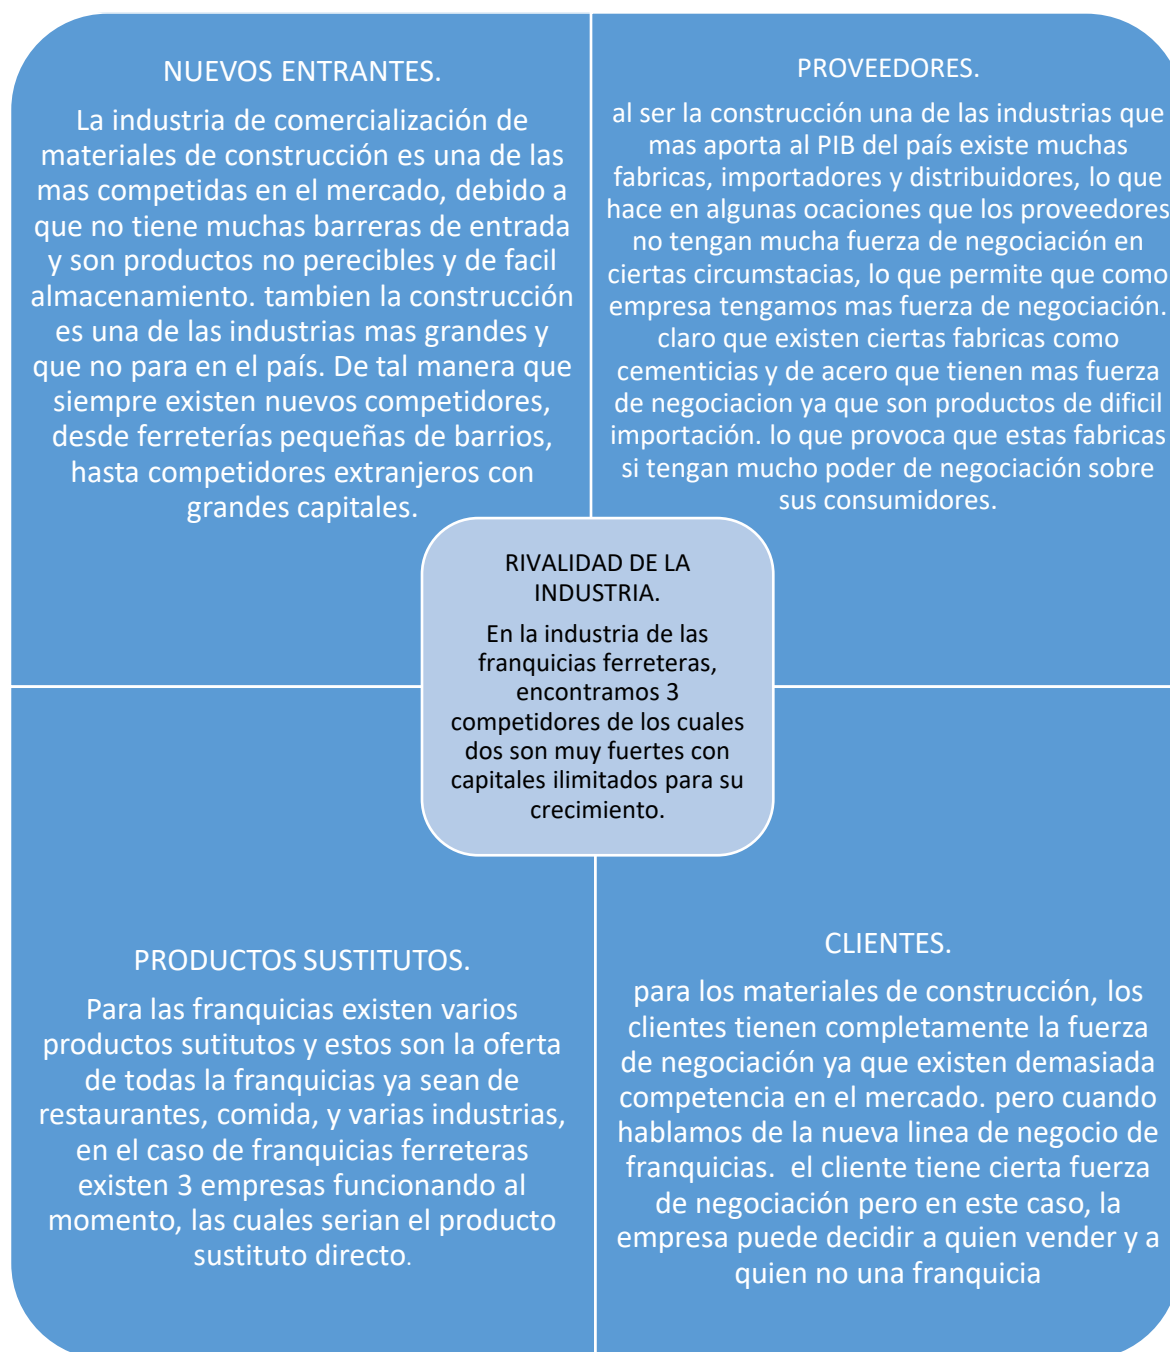 NUEVOS ENTRANTES.
La industria de comercialización de
materiales de construcción es una de las
mas competidas en el mercado, debido a
que no tiene muchas barreras de entrada
y son productos no perecibles y de facil
almacenamiento. tambien la construcción
es una de las industrias mas grandes y
que no para en el país. De tal manera que
siempre existen nuevos competidores,
desde ferreterías pequeñas de barrios,
hasta competidores extranjeros con
grandes capitales.
PROVEEDORES.
al ser la construcción una de las industrias que
mas aporta al PIB del país existe muchas
fabricas, importadores y distribuidores, lo que
hace en algunas ocaciones que los proveedores
no tengan mucha fuerza de negociación en
ciertas circumstacias, lo que permite que como
empresa tengamos mas fuerza de negociación.
claro que existen ciertas fabricas como
cementicias y de acero que tienen mas fuerza
de negociacion ya que son productos de dificil
importación. lo que provoca que estas fabricas
si tengan mucho poder de negociación sobre
sus consumidores.
RIVALIDAD DE LA
INDUSTRIA.
En la industria de las
franquicias ferreteras,
encontramos 3
competidores de los cuales
dos son muy fuertes con
capitales ilimitados para su
crecimiento.
PRODUCTOS SUSTITUTOS.
Para las franquicias existen varios
productos sutitutos y estos son la oferta
de todas la franquicias ya sean de
restaurantes, comida, y varias industrias,
en el caso de franquicias ferreteras
existen 3 empresas funcionando al
momento, las cuales serian el producto
sustituto directo.
CLIENTES.
para los materiales de construcción, los
clientes tienen completamente la fuerza
de negociación ya que existen demasiada
competencia en el mercado. pero cuando
hablamos de la nueva linea de negocio de
franquicias. el cliente tiene cierta fuerza
de negociación pero en este caso, la
empresa puede decidir a quien vender y a
quien no una franquicia